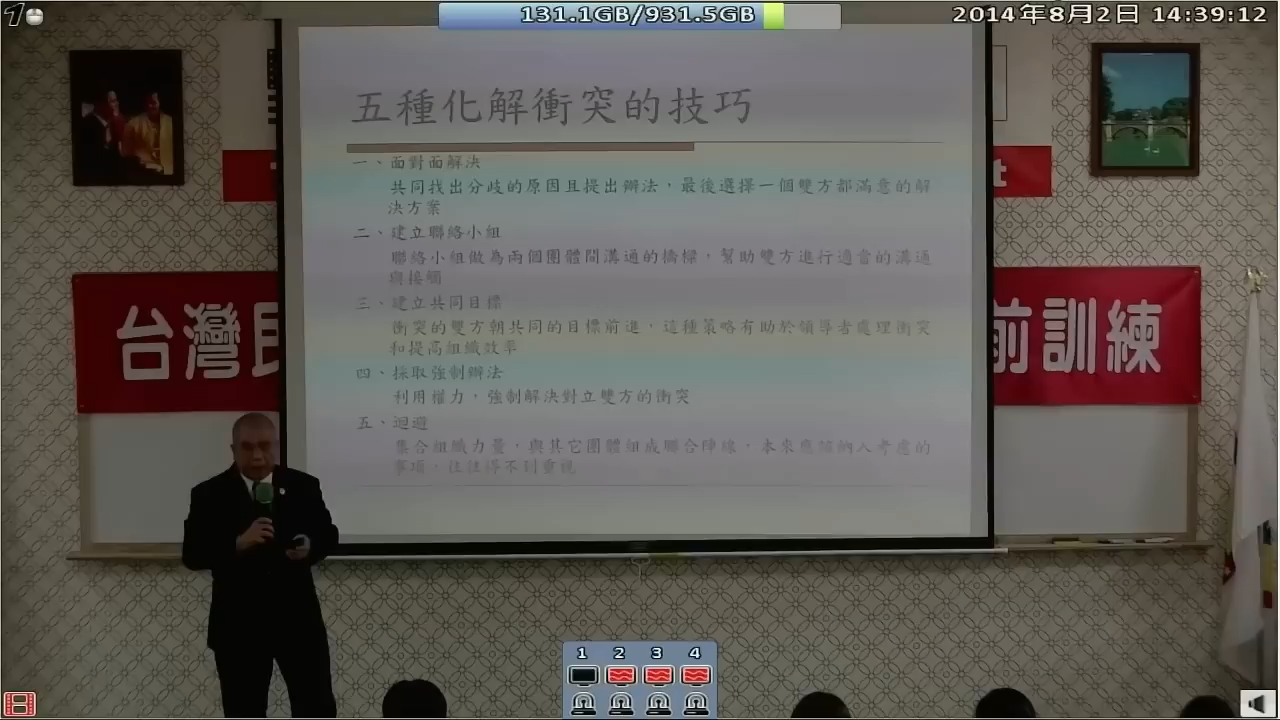 1
131.1GB/931.5GB
2014年8月2日 14:39:12
五種化解衝突的技巧
一、面對面解決
共同找出分歧的原因且提出辦法，最後選擇一個雙方都滿意的解
決方案
二、建立聯絡小組
聯絡小組做為兩個團體間溝通的橋樑，幫助雙方進行適當的溝通
與接觸
三、建立共同目標
衝突的雙方朝共同的目標前進，這種策略有助於領導者處理衝突
和提高組織效率
四、採取強制辦法
利用權力，強制解決對立雙方的衝突
五、迴避
集合組織力量，與其它團體組成聯合陣線，本來應該納入考慮的
事項，往往得不到重視
t
台灣民
前訓練
1 2 3 4